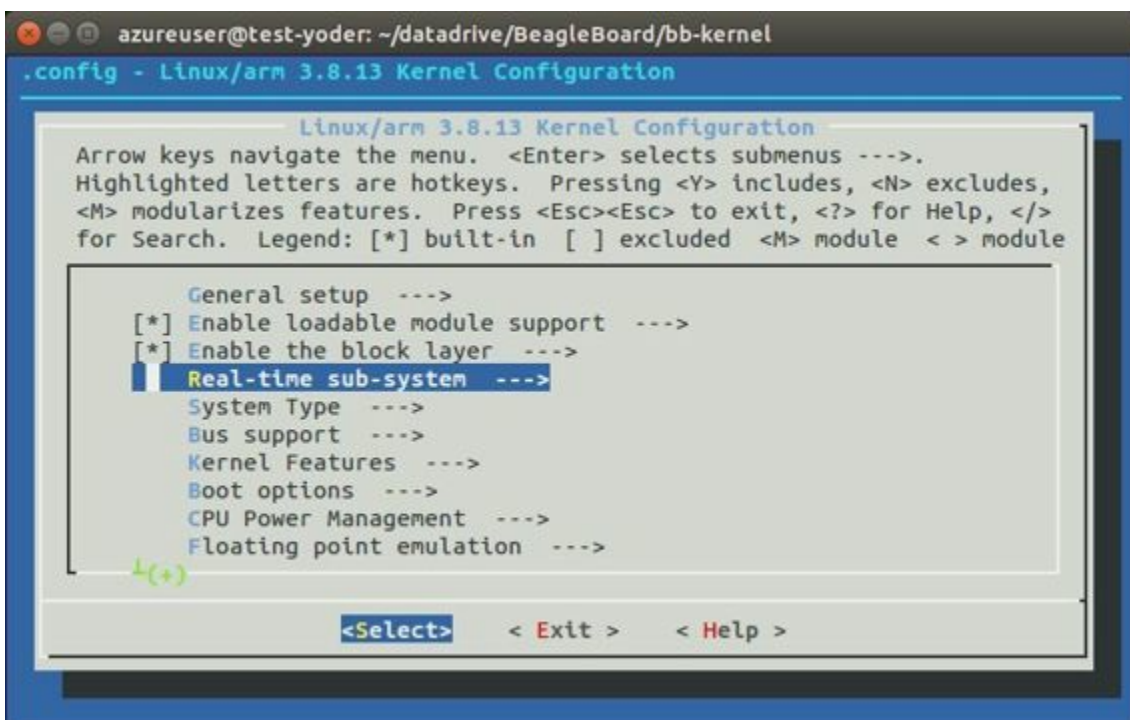 azureuser@test-yoder: ~/datadrive/BeagleBoard/bb-kernel
.config - Linux/arm 3.8.13 Kernel Configuration
Linux/arm 3.8.13 Kernel Configuration
Arrow keys navigate the menu.  <Enter> selects submenus --->.
Highlighted letters are hotkeys.  Pressing <Y> includes, <N> excludes,
<M> modularizes features.  Press <Esc><Esc> to exit, <?> for Help, </>
for Search.  Legend: [*] built-in  [ ] excluded  <M> module  < > module
General setup  --->
[*] Enable loadable module support  --->
[*] Enable the block layer  --->
Real-time sub-system  --->
System Type  --->
Bus support  --->
Kernel Features  --->
Boot options  --->
CPU Power Management  --->
Floating point emulation  --->
┴(+)
<Select>    < Exit >    < Help >